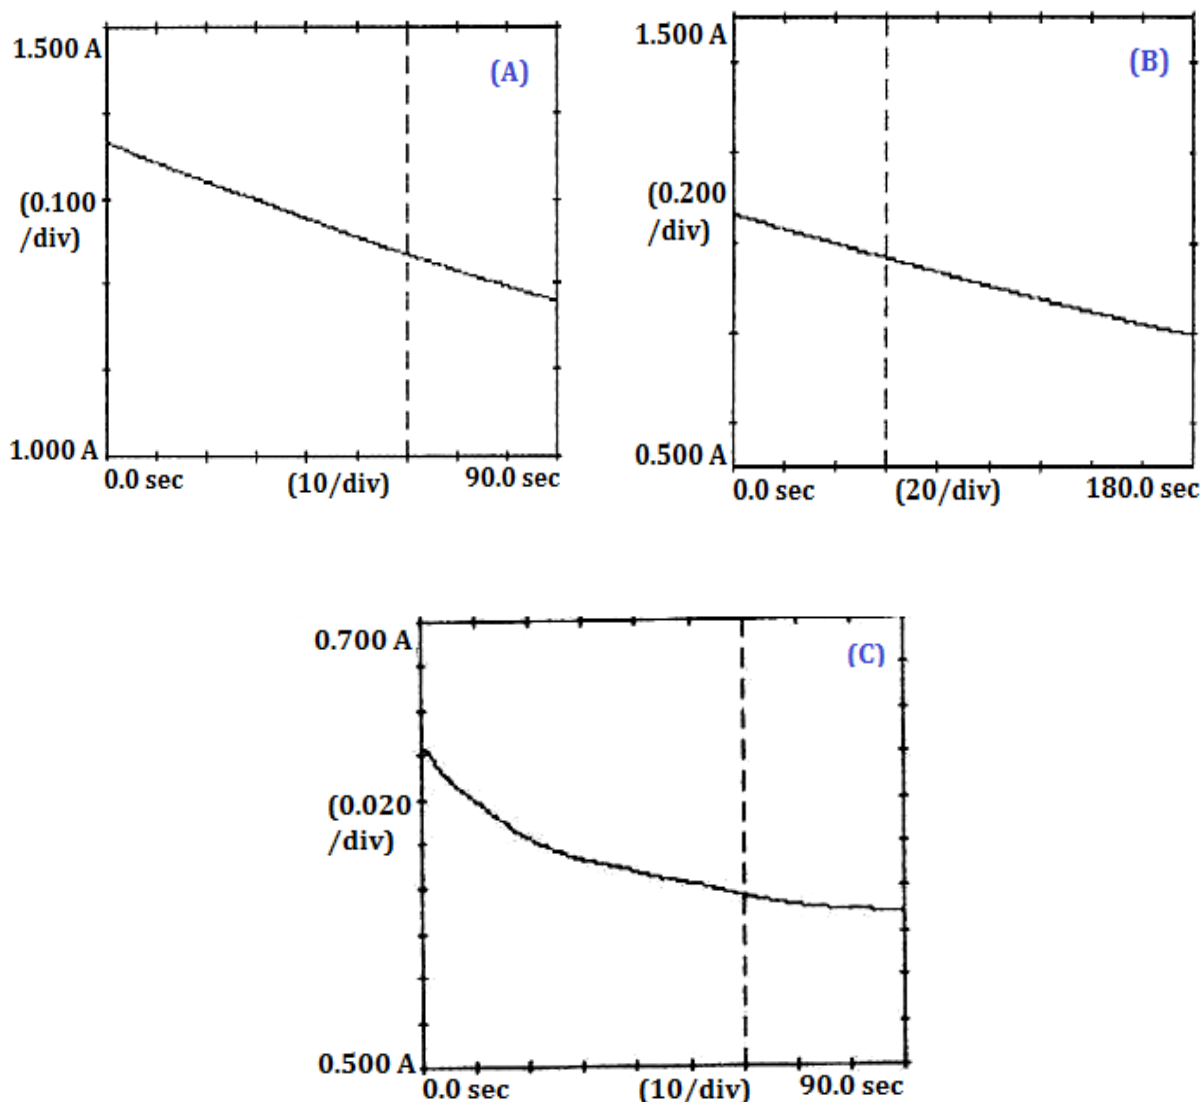 1.500 A
(A)
(0.100
/div)
1.000 A
0.0 sec
(10/div)
90.0 sec
1.500 A
(B)
(0.200
/div)
0.500 A
0.0 sec
(20/div)
180.0 sec
0.700 A
(C)
(0.020
/div)
0.500 A
0.0 sec
(10/div)
90.0 sec